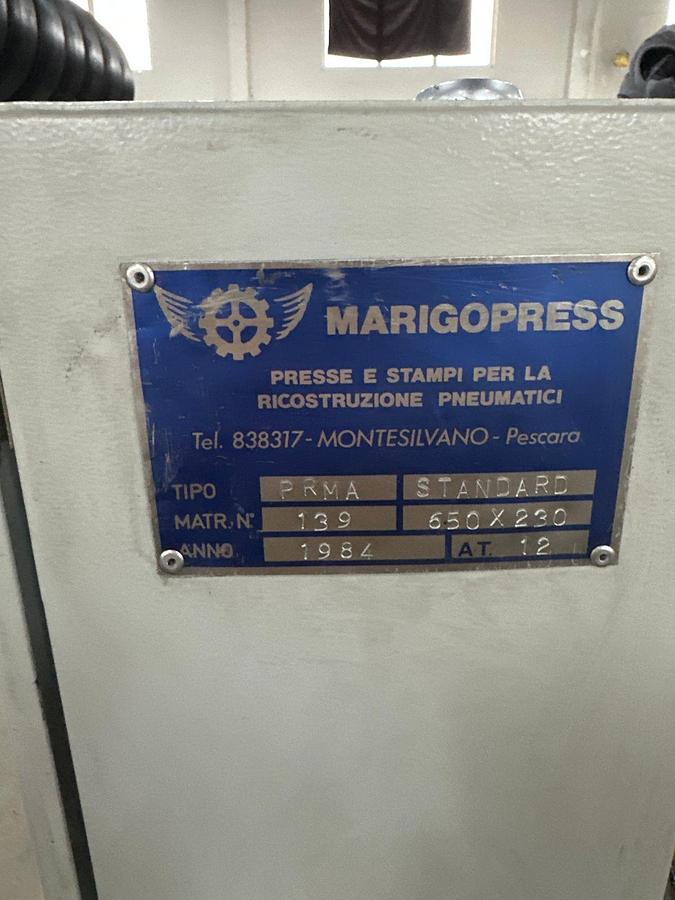 MARIGOPRESS
PRESSE E STAMPI PER LA
RICOSTRUZIONE PNEUMATICI
Tel. 838317 - MONTESILVANO - Pescara
TIPO PRMA STANDARD
MATR. N° 139 650 X 230
ANNO 1984 AT. 12